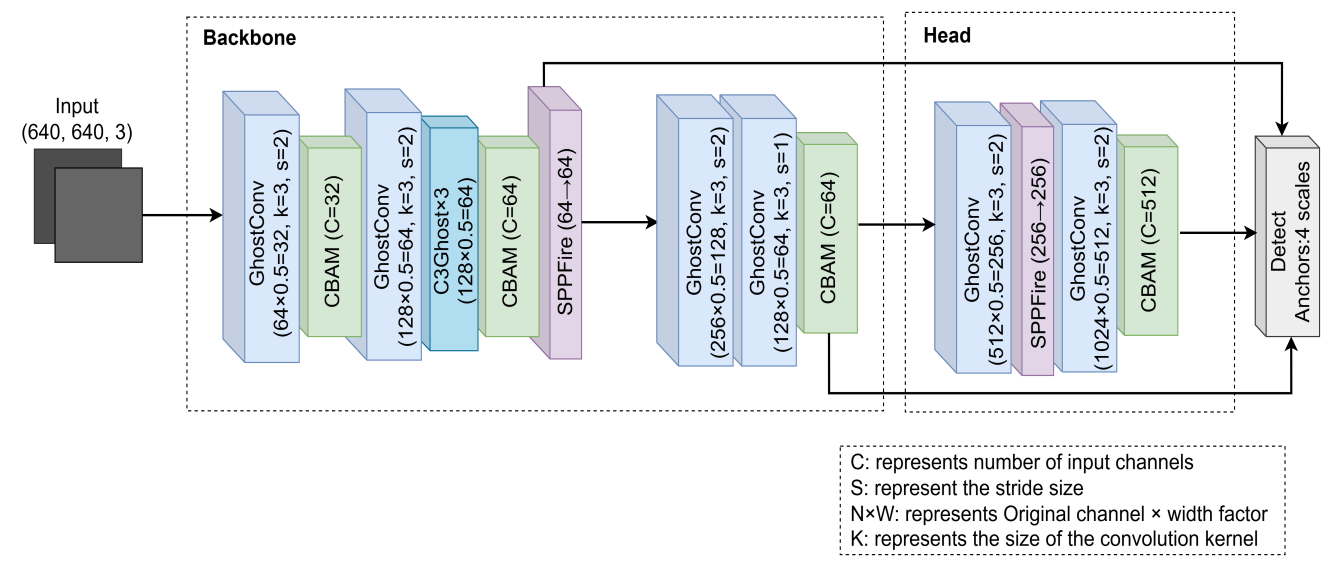 Backbone
Head
Input
(640, 640, 3)
GhostConv
(64×0.5=32, k=3, s=2)
CBAM (C=32)
GhostConv
(128×0.5=64, k=3, s=2)
C3Ghost×3
(128×0.5=64)
CBAM (C=64)
SPPFire (64→64)
GhostConv
(256×0.5=128, k=3, s=2)
GhostConv
(128×0.5=64, k=3, s=1)
CBAM (C=64)
GhostConv
(512×0.5=256, k=3, s=2)
SPPFire (256→256)
GhostConv
(1024×0.5=512, k=3, s=2)
CBAM (C=512)
Detect
Anchors:4 scales
C: represents number of input channels
S: represent the stride size
N×W: represents Original channel × width factor
K: represents the size of the convolution kernel